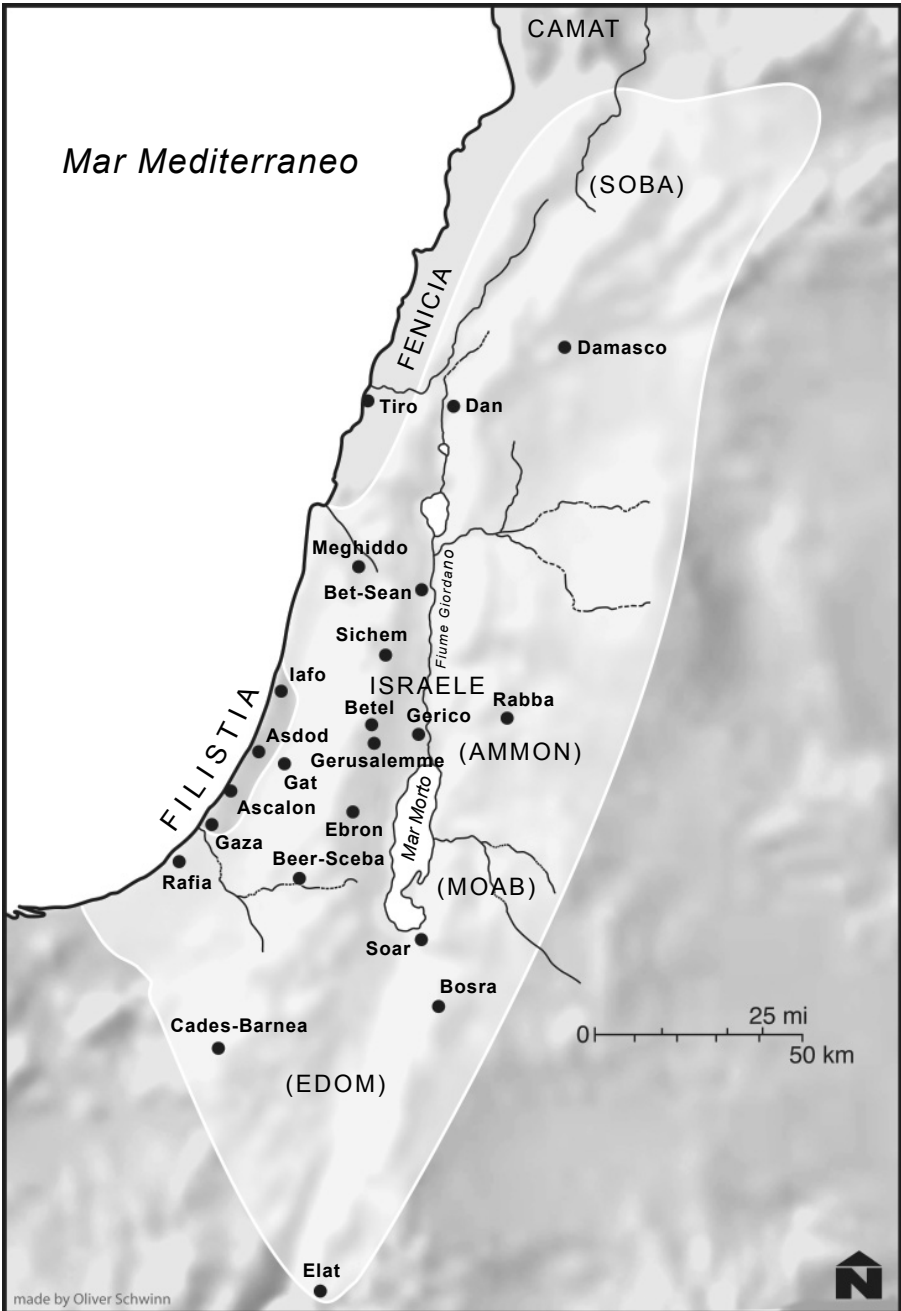 CAMAT
Mar Mediterraneo
(SOBA)
FENICIA
Damasco
Tiro
Dan
Meghiddo
Bet-Sean
Fiume Giordano
Sichem
Iafo
ISRAELE
Rabba
Betel
Gerico
FILISTIA
Asdod
Gerusalemme
(AMMON)
Gat
Ascalon
Mar Morto
Ebron
Gaza
Beer-Sceba
Rafia
(MOAB)
Soar
Bosra
Cades-Barnea
25 mi
0
50 km
(EDOM)
Elat
N
made by Oliver Schwinn